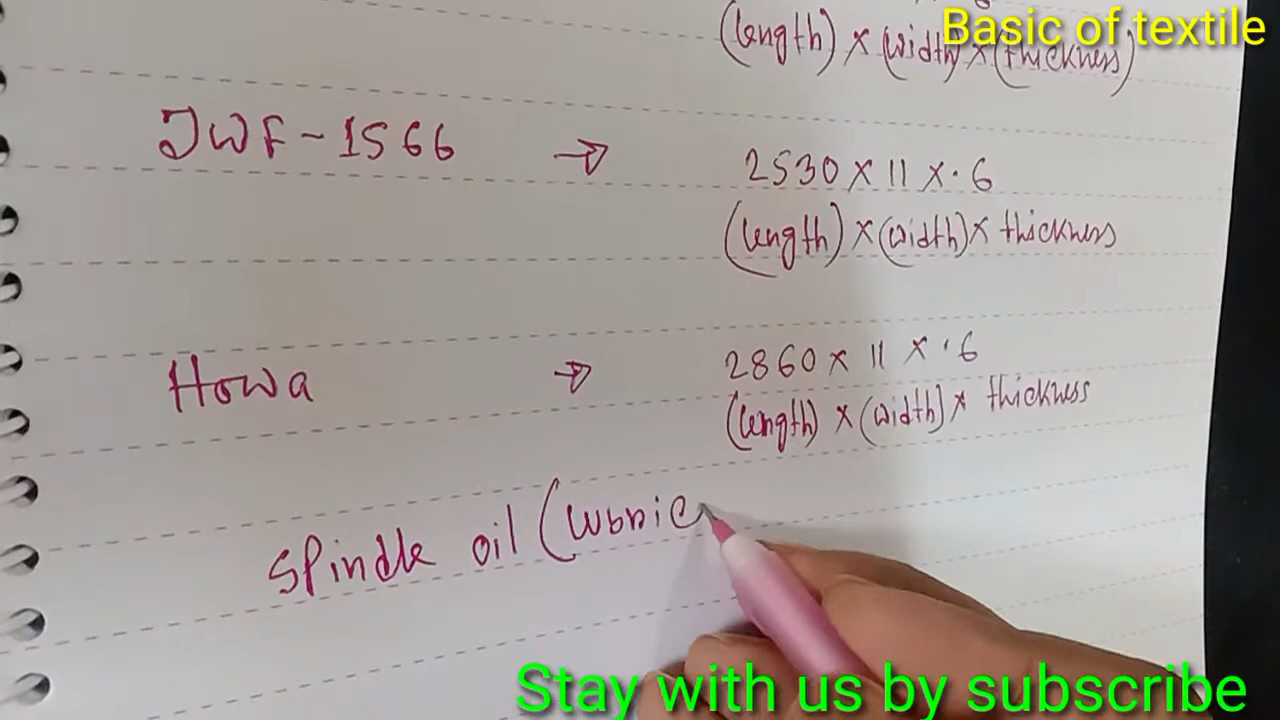 Basic of textile
(length) × (width) × (thickness)
JWF-1566 → 2530 × 11 × .6
(length) × (width) × thickness
Howa → 2860 × 11 × .6
(length) × (width) × thickness
Spindle oil (Lubric
Stay with us by subscribe